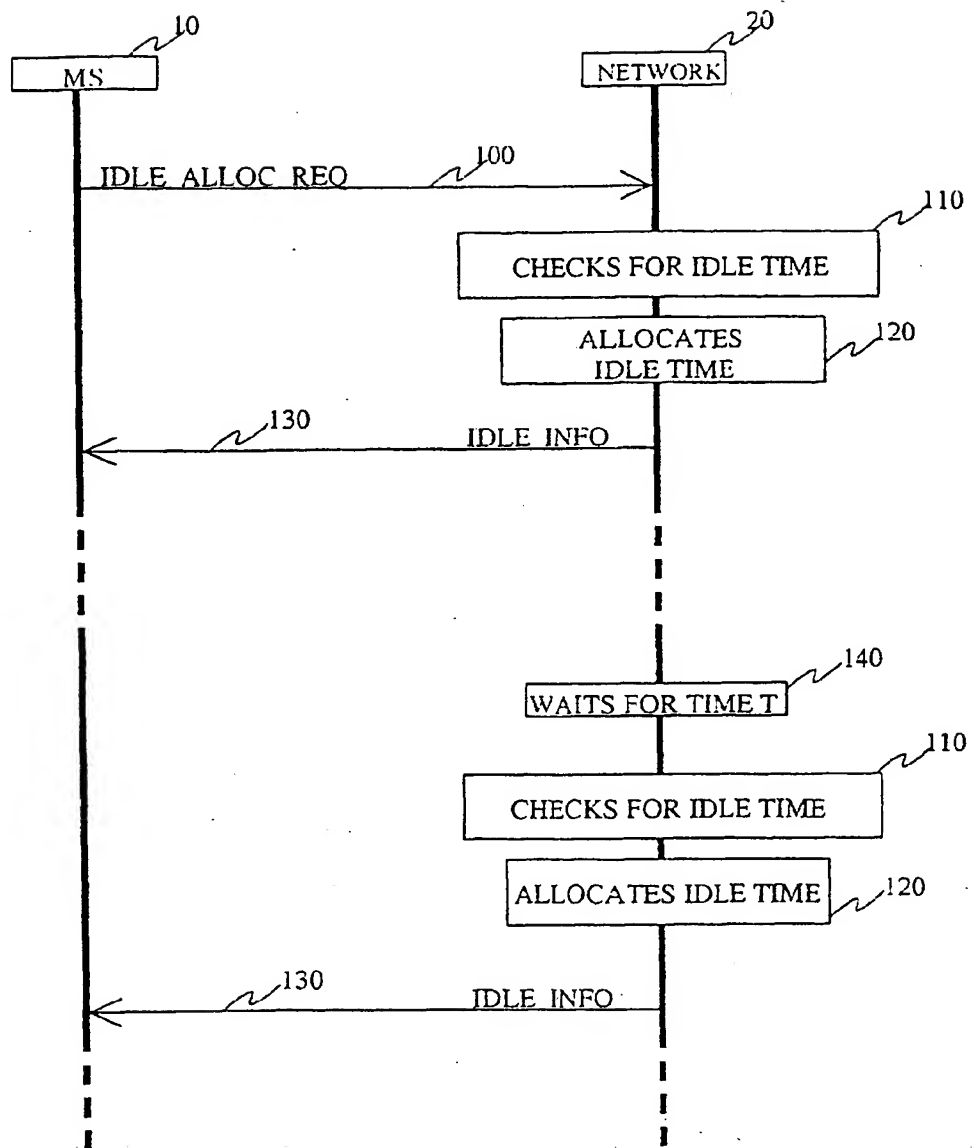 10
20
MS
NETWORK
100
IDLE ALLOC REQ
110
CHECKS FOR IDLE TIME
120
ALLOCATES
IDLE TIME
130
IDLE INFO
140
WAITS FOR TIME T
110
CHECKS FOR IDLE TIME
120
ALLOCATES IDLE TIME
130
IDLE INFO